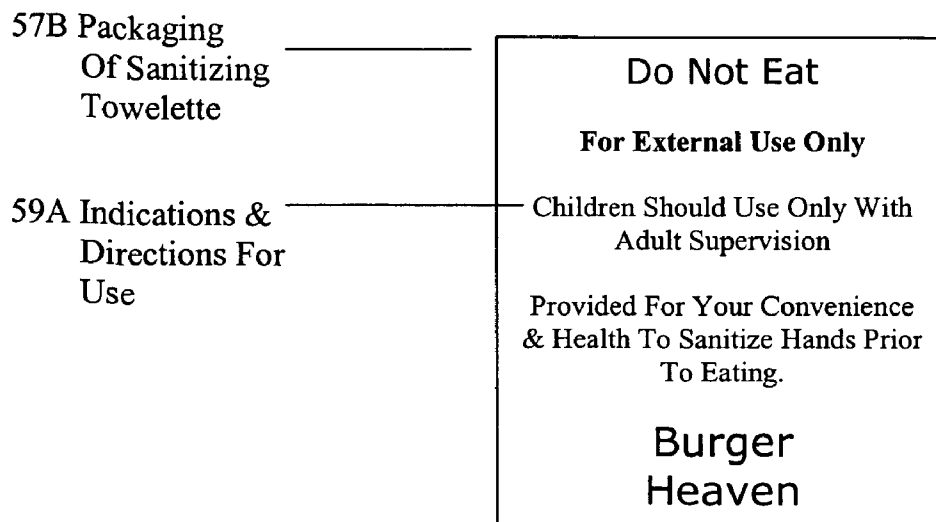 57B Packaging
Of Sanitizing
Towelette
59A Indications &
Directions For
Use
Do Not Eat
For External Use Only
Children Should Use Only With
Adult Supervision
Provided For Your Convenience
& Health To Sanitize Hands Prior
To Eating.
Burger
Heaven